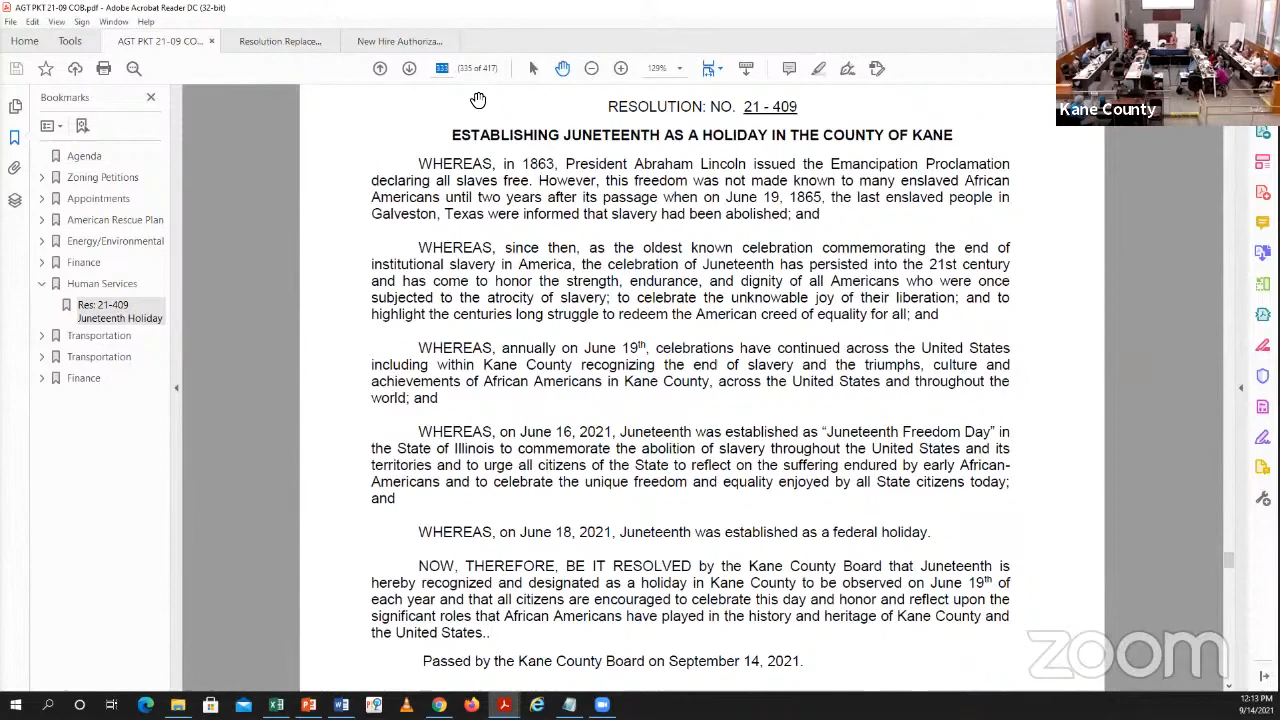 AGT PKT 21-09 COB.pdf - Adobe Acrobat Reader DC (32-bit)
File Edit View Sign Window Help
Home Tools AGT PKT 21-09 CO... × Resolution Replace... New Hire Authoriza...
333 (335 of 417) 129%
Kane County
Bookmarks
Agenda
Zoning Petitions
Appointments
American Rescue Plan
Energy/Environmental
Finance
Human Services
Res: 21-409
Juneteenth Holiday
Transportation
Transportation
Finance
RESOLUTION: NO. 21 - 409
ESTABLISHING JUNETEENTH AS A HOLIDAY IN THE COUNTY OF KANE
WHEREAS, in 1863, President Abraham Lincoln issued the Emancipation Proclamation
declaring all slaves free. However, this freedom was not made known to many enslaved African
Americans until two years after its passage when on June 19, 1865, the last enslaved people in
Galveston, Texas were informed that slavery had been abolished; and
WHEREAS, since then, as the oldest known celebration commemorating the end of
institutional slavery in America, the celebration of Juneteenth has persisted into the 21st century
and has come to honor the strength, endurance, and dignity of all Americans who were once
subjected to the atrocity of slavery; to celebrate the unknowable joy of their liberation; and to
highlight the centuries long struggle to redeem the American creed of equality for all; and
WHEREAS, annually on June 19th, celebrations have continued across the United States
including within Kane County recognizing the end of slavery and the triumphs, culture and
achievements of African Americans in Kane County, across the United States and throughout the
world; and
WHEREAS, on June 16, 2021, Juneteenth was established as “Juneteenth Freedom Day” in
the State of Illinois to commemorate the abolition of slavery throughout the United States and its
territories and to urge all citizens of the State to reflect on the suffering endured by early African-
Americans and to celebrate the unique freedom and equality enjoyed by all State citizens today;
and
WHEREAS, on June 18, 2021, Juneteenth was established as a federal holiday.
NOW, THEREFORE, BE IT RESOLVED by the Kane County Board that Juneteenth is
hereby recognized and designated as a holiday in Kane County to be observed on June 19th of
each year and that all citizens are encouraged to celebrate this day and honor and reflect upon the
significant roles that African Americans have played in the history and heritage of Kane County and
the United States..
Passed by the Kane County Board on September 14, 2021.
zoom
12:13 PM
9/14/2021